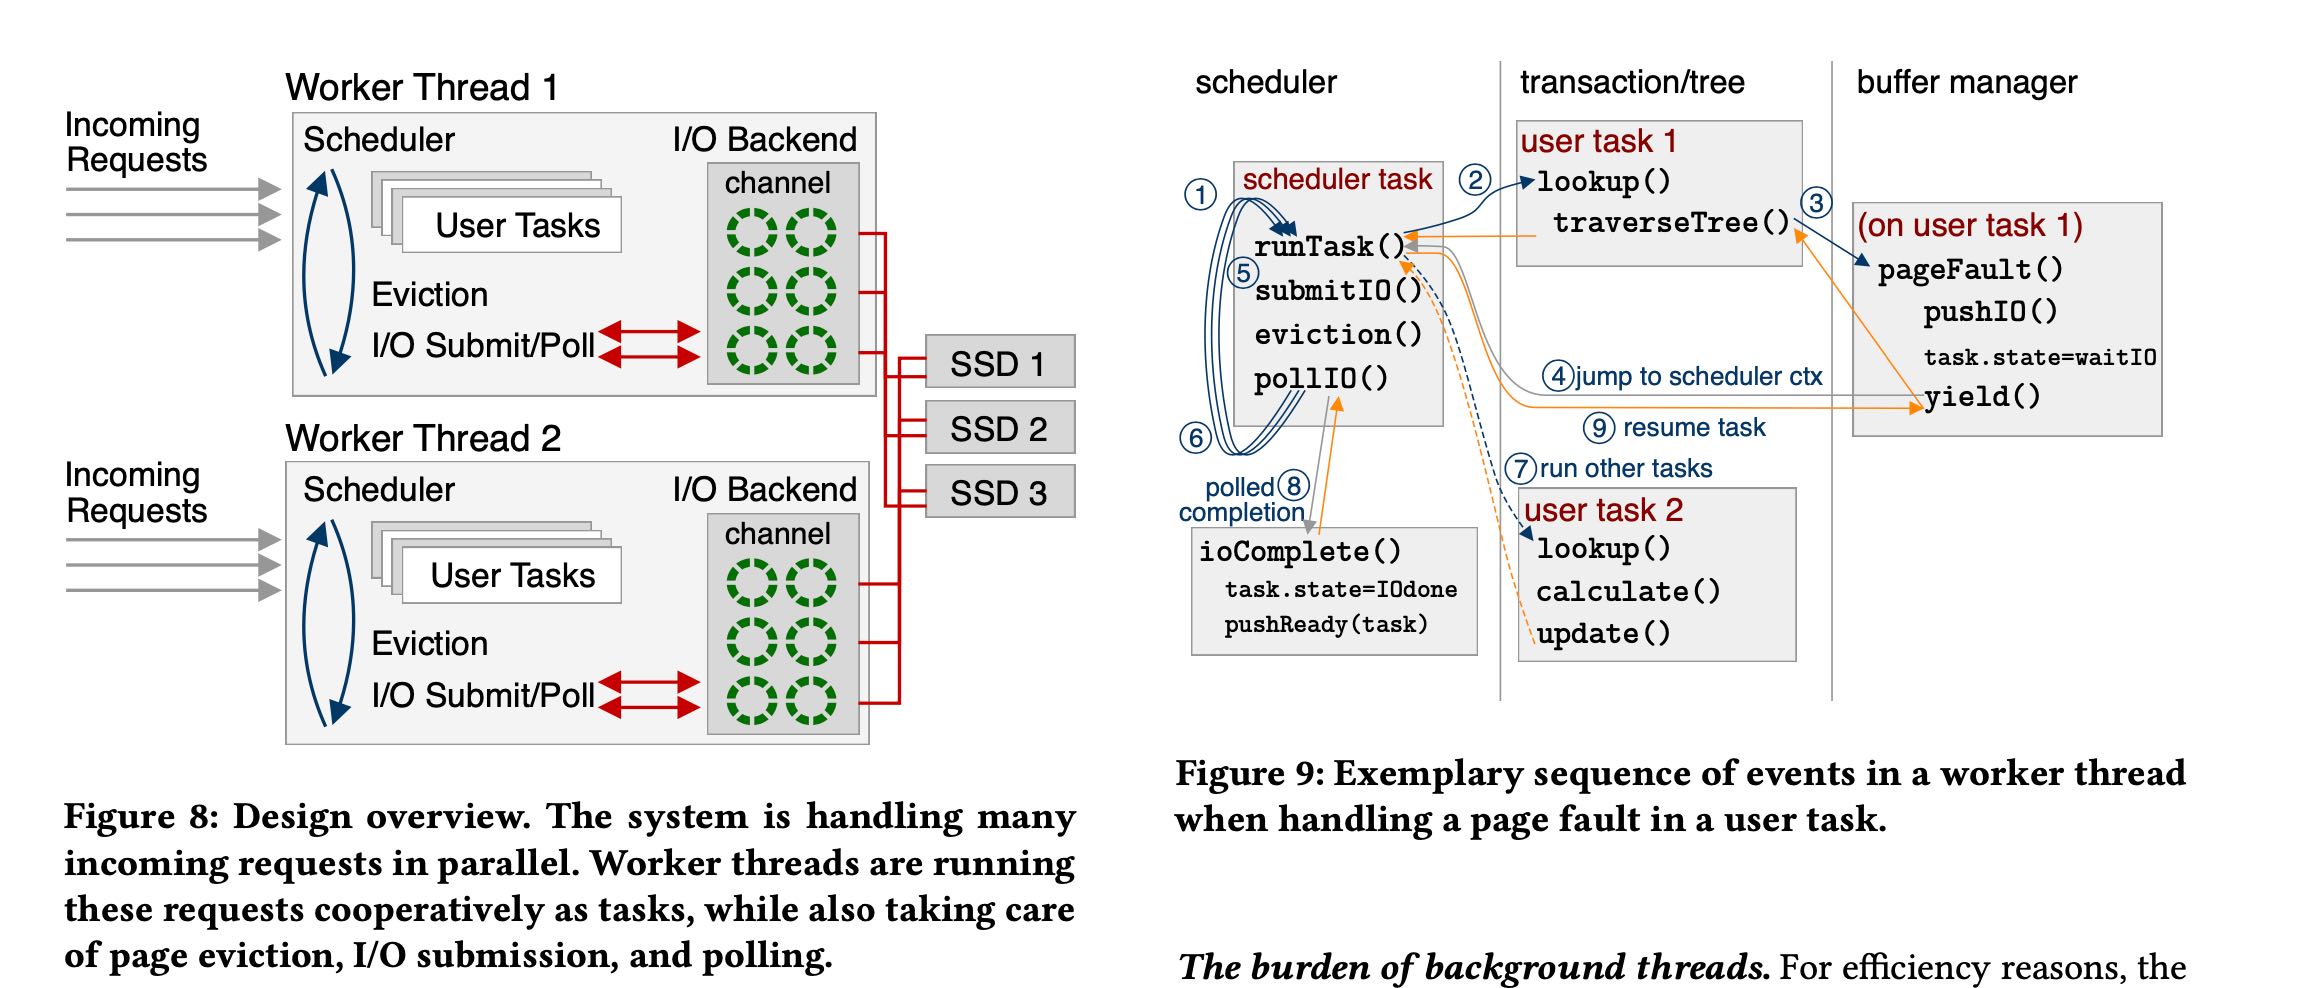 Worker Thread 1
Incoming
Requests
Scheduler
I/O Backend
channel
User Tasks
Eviction
I/O Submit/Poll
SSD 1
SSD 2
SSD 3
Worker Thread 2
Incoming
Requests
Scheduler
I/O Backend
channel
User Tasks
Eviction
I/O Submit/Poll
Figure 8: Design overview. The system is handling many
incoming requests in parallel. Worker threads are running
these requests cooperatively as tasks, while also taking care
of page eviction, I/O submission, and polling.
scheduler
transaction/tree
buffer manager
1
scheduler task
runTask()
5
submitIO()
eviction()
pollIO()
6
2
user task 1
lookup()
traverseTree()
3
(on user task 1)
pageFault()
pushIO()
task.state=waitIO
yield()
4 jump to scheduler ctx
9 resume task
7 run other tasks
polled 8
completion
ioComplete()
task.state=IOdone
pushReady(task)
user task 2
lookup()
calculate()
update()
Figure 9: Exemplary sequence of events in a worker thread
when handling a page fault in a user task.
The burden of background threads. For efficiency reasons, the